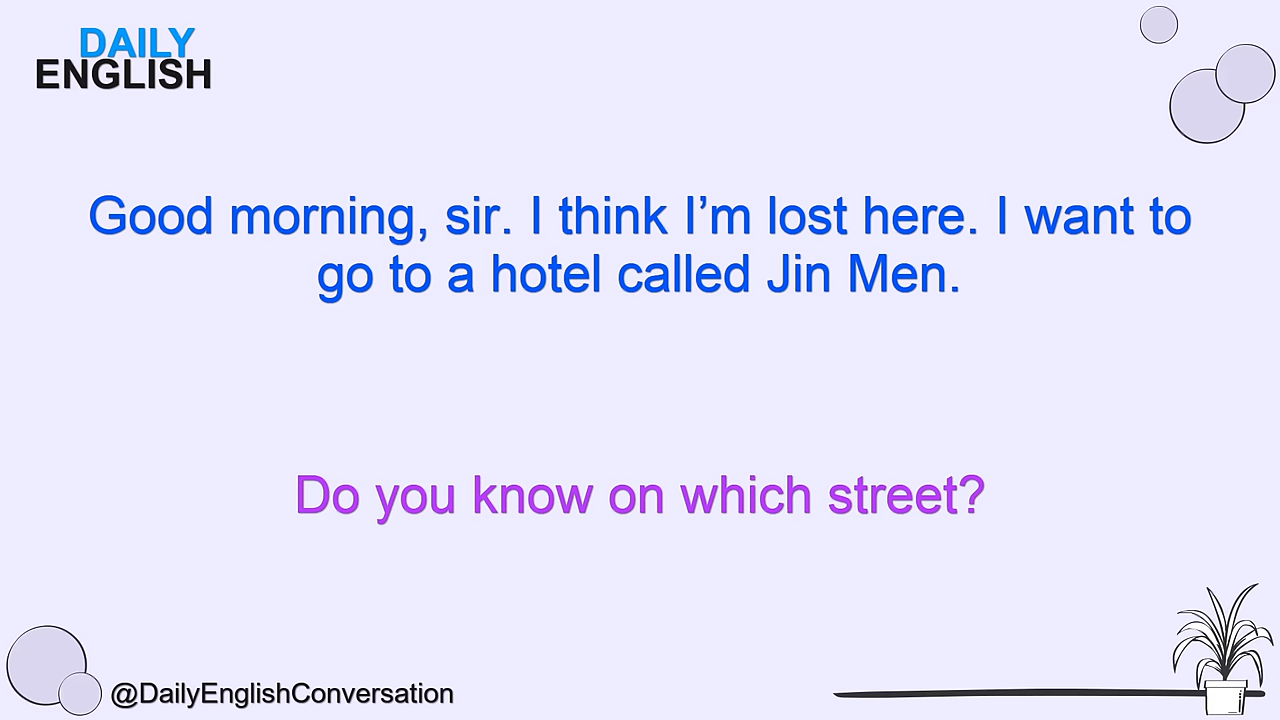 DAILY
ENGLISH
Good morning, sir. I think I’m lost here. I want to
go to a hotel called Jin Men.
Do you know on which street?
@DailyEnglishConversation